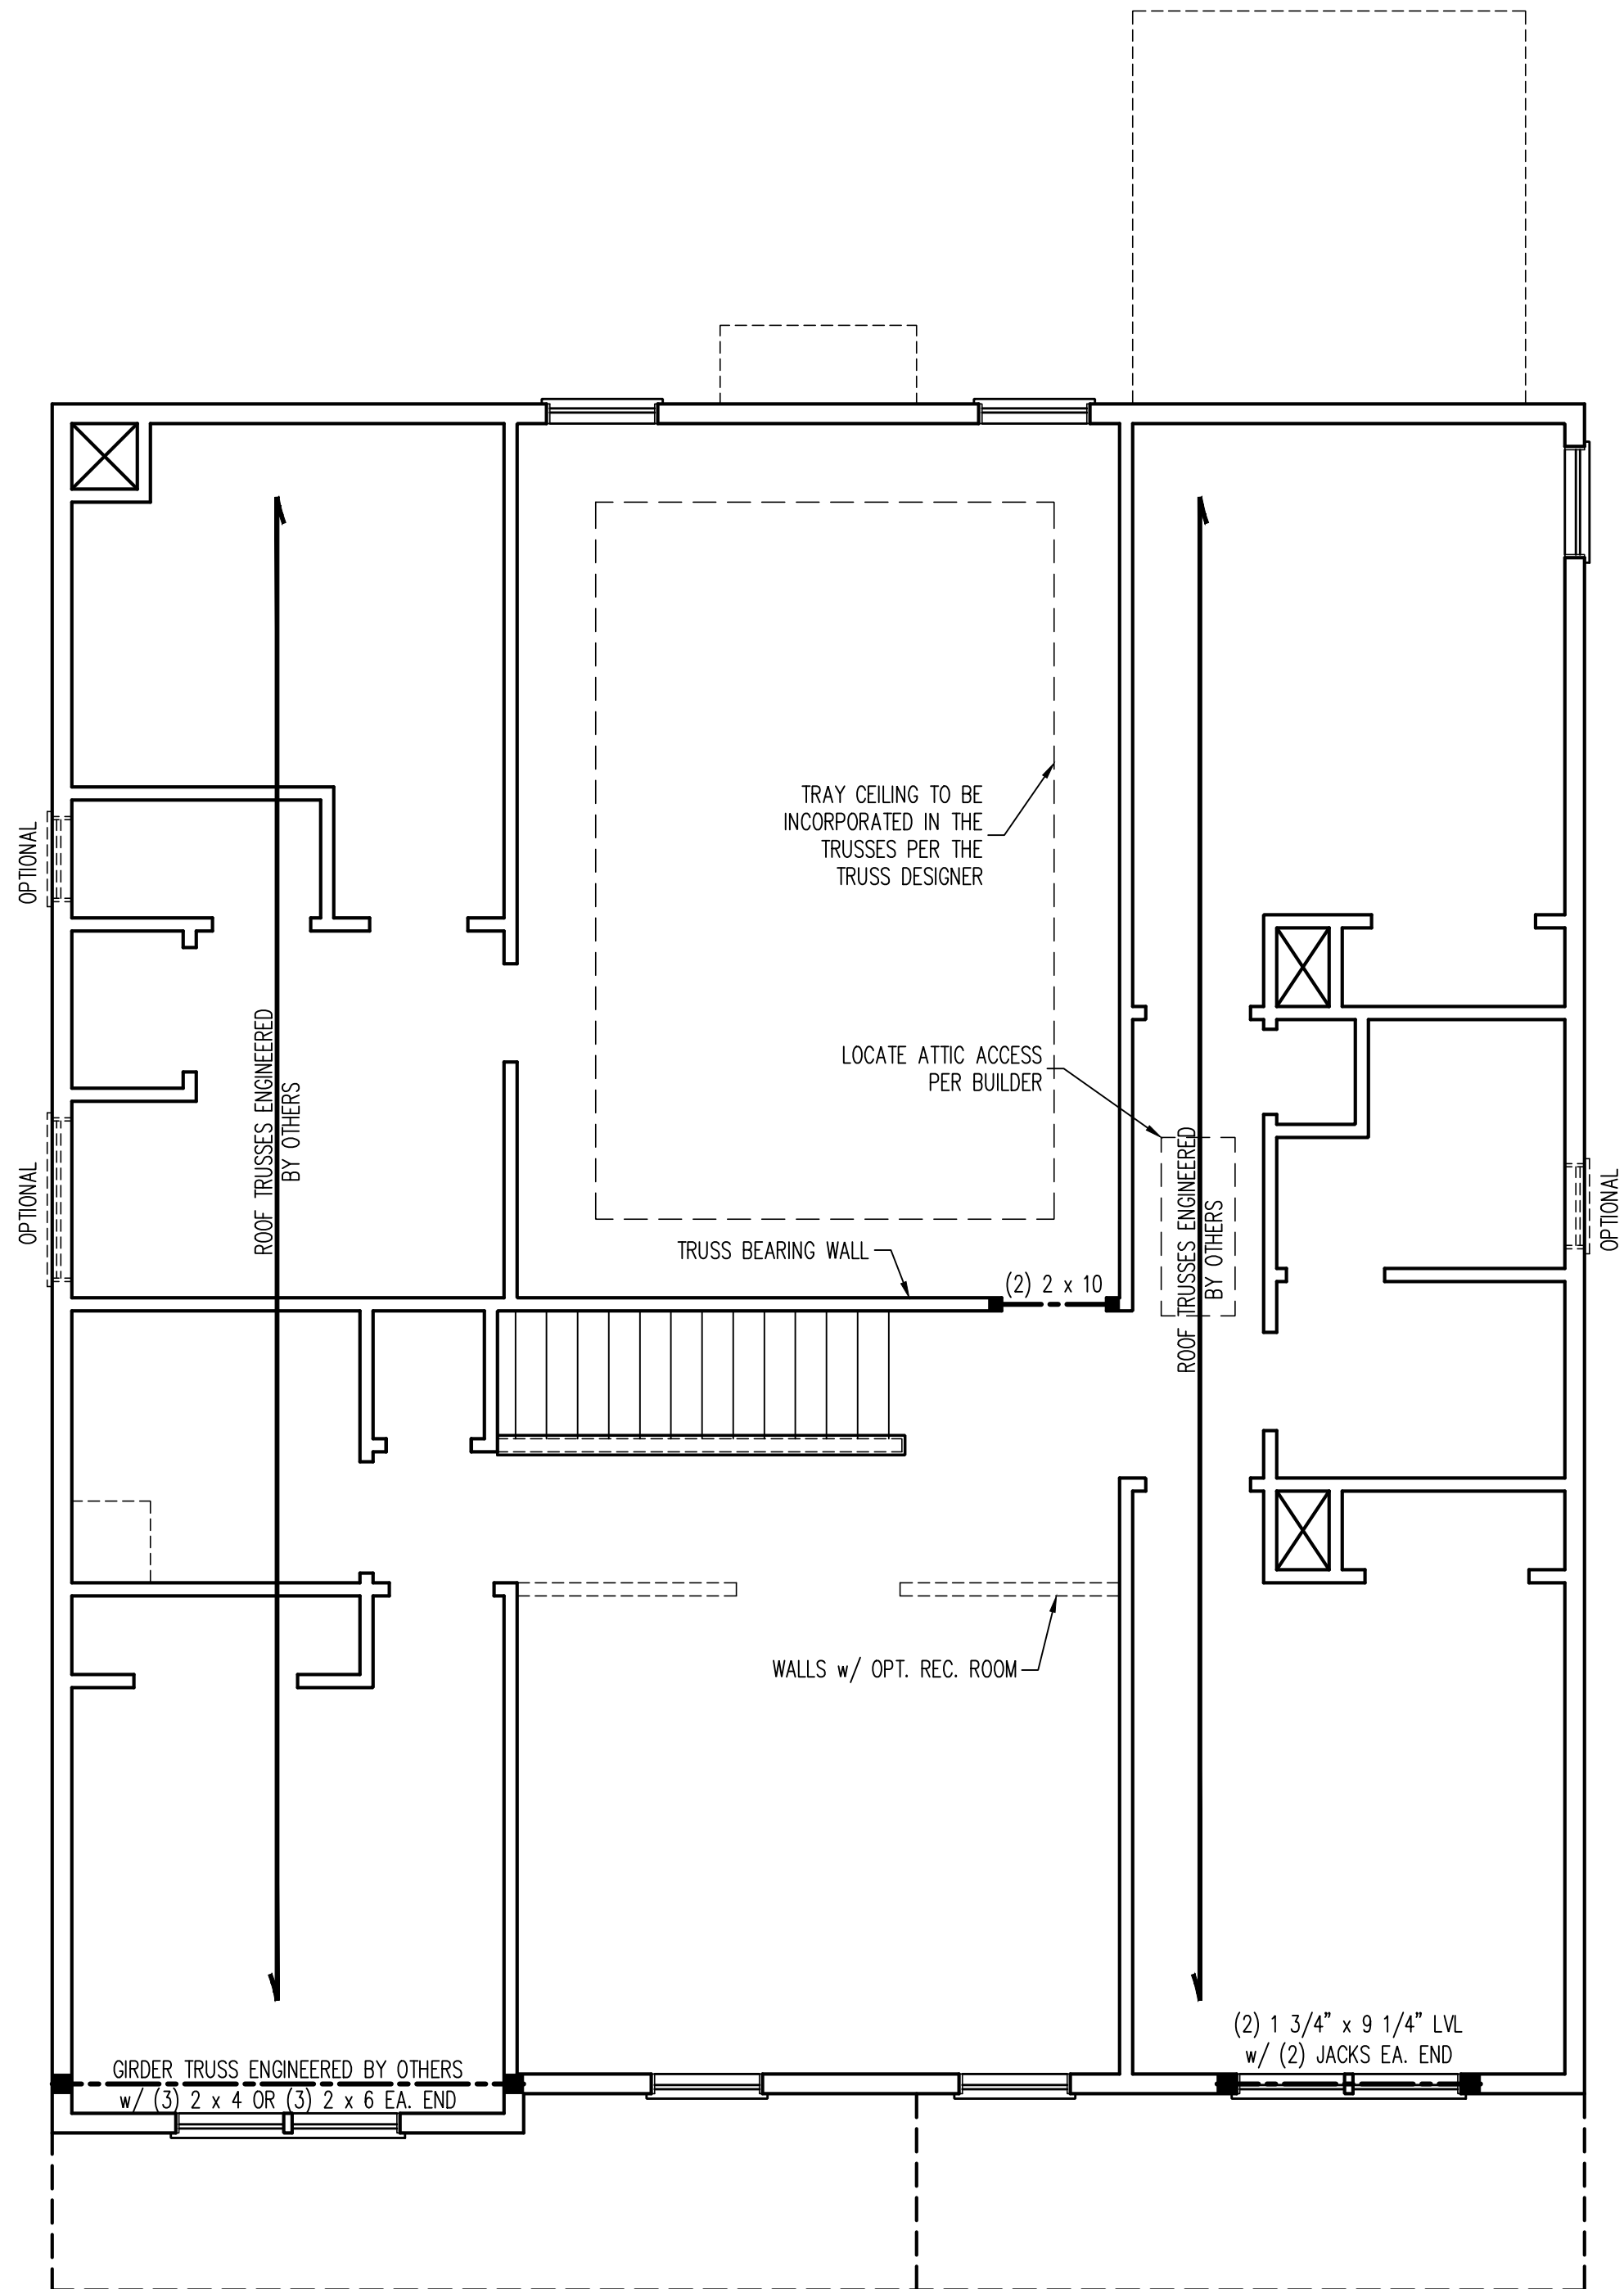 TRAY CEILING TO BE
INCORPORATED IN THE
TRUSSES PER THE
TRUSS DESIGNER
OPTIONAL
ROOF TRUSSES ENGINEERED
BY OTHERS
LOCATE ATTIC ACCESS
PER BUILDER
OPTIONAL
ROOF TRUSSES ENGINEERED
BY OTHERS
OPTIONAL
TRUSS BEARING WALL
(2) 2 x 10
WALLS w/ OPT. REC. ROOM
(2) 1 3/4" x 9 1/4" LVL
w/ (2) JACKS EA. END
GIRDER TRUSS ENGINEERED BY OTHERS
w/ (3) 2 x 4 OR (3) 2 x 6 EA. END